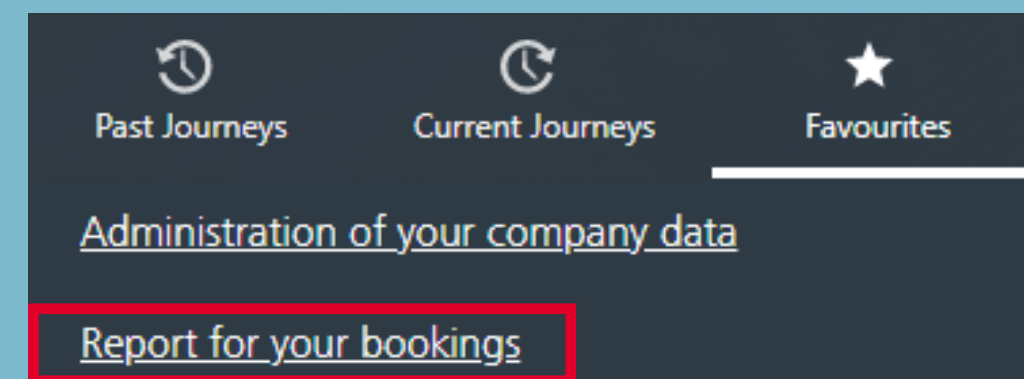 Past Journeys
Current Journeys
Favourites
Administration of your company data
Report for your bookings